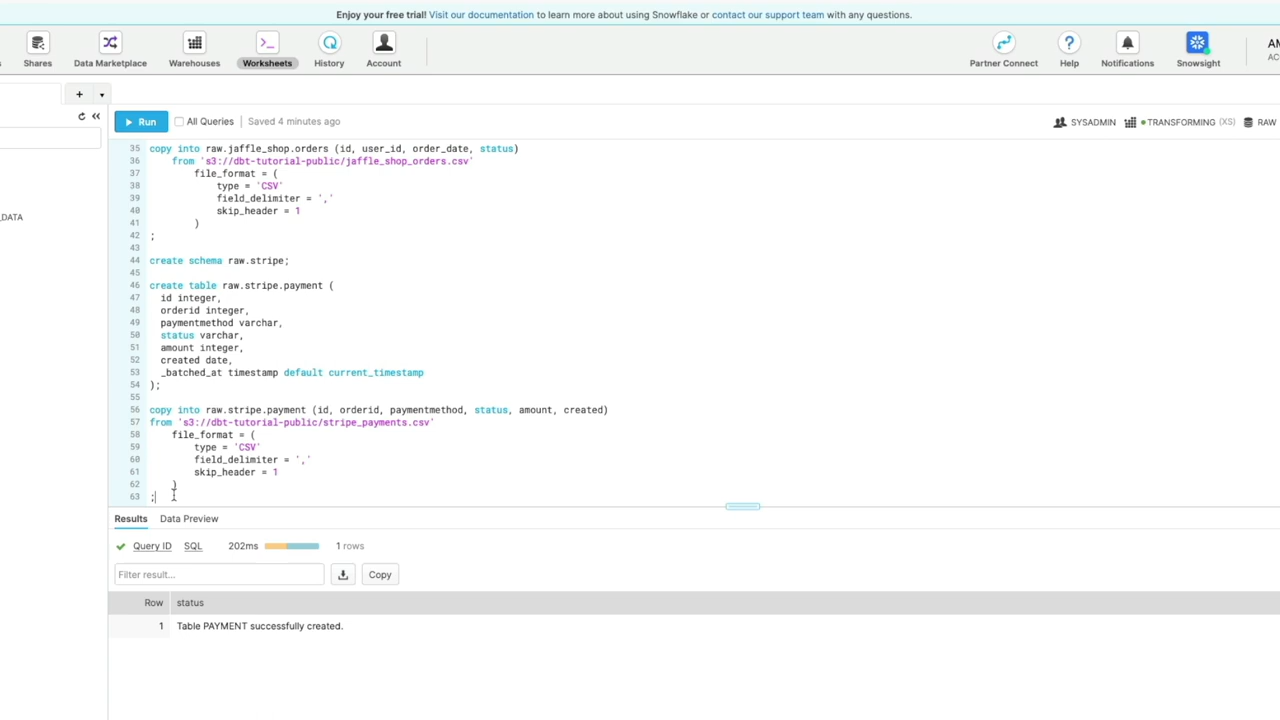 Enjoy your free trial! Visit our documentation to learn more about using Snowflake or contact our support team with any questions.
Shares Data Marketplace Warehouses Worksheets History Account Partner Connect Help Notifications Snowsight
+
Run All Queries Saved 4 minutes ago SYSADMIN TRANSFORMING (XS) RAW
_DATA
35 copy into raw.jaffle_shop.orders (id, user_id, order_date, status)
36 from 's3://dbt-tutorial-public/jaffle_shop_orders.csv'
37 file_format = (
38 type = 'CSV'
39 field_delimiter = ','
40 skip_header = 1
41 )
42 ;
43
44 create schema raw.stripe;
45
46 create table raw.stripe.payment (
47 id integer,
48 orderid integer,
49 paymentmethod varchar,
50 status varchar,
51 amount integer,
52 created date,
53 _batched_at timestamp default current_timestamp
54 );
55
56 copy into raw.stripe.payment (id, orderid, paymentmethod, status, amount, created)
57 from 's3://dbt-tutorial-public/stripe_payments.csv'
58 file_format = (
59 type = 'CSV'
60 field_delimiter = ','
61 skip_header = 1
62 )
63 ;
Results Data Preview
Query ID SQL 202ms 1 rows
Filter result... Copy
Row status
1 Table PAYMENT successfully created.